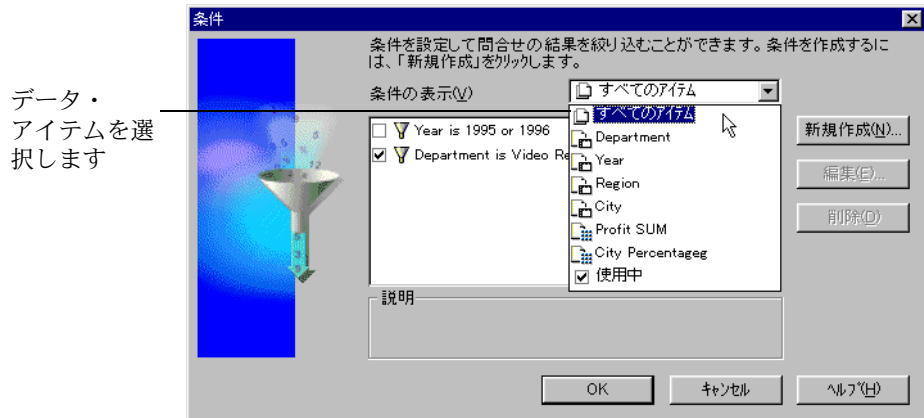 条件
条件を設定して問合せの結果を絞り込むことができます。条件を作成するに
は、「新規作成」をクリックします。
データ・
アイテムを選
択します
条件の表示(V)
すべてのアイテム
すべてのアイテム
Department
Year
Region
City
Profit SUM
City Percentageg
使用中
Year is 1995 or 1996
Department is Video Re
新規作成(N)...
編集(E)...
削除(D)
説明
OK
キャンセル
ヘルプ(H)